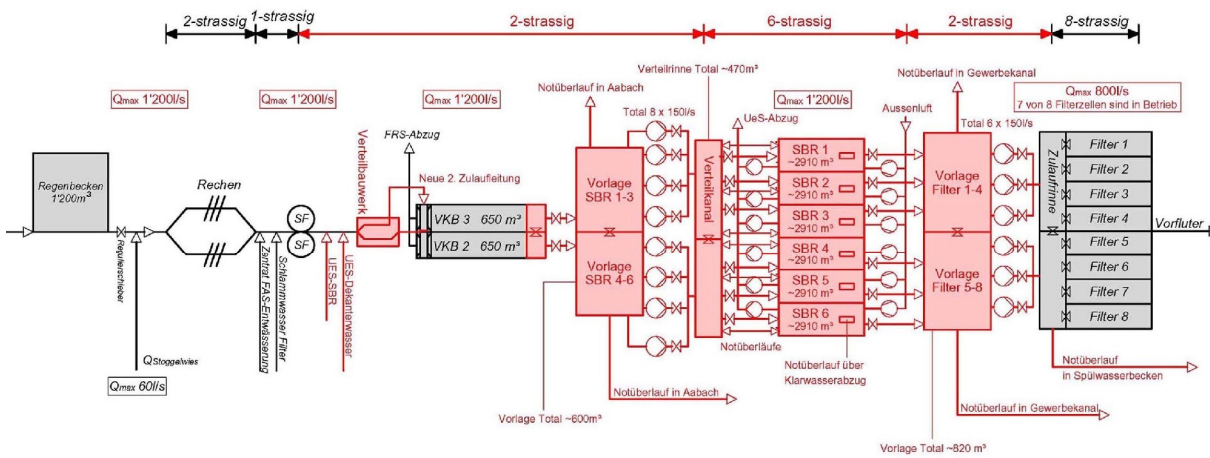 2-strassig
1-strassig
2-strassig
6-strassig
2-strassig
8-strassig
Qmax 1'200l/s
Qmax 1'200l/s
Qmax 1'200l/s
Notüberlauf in Aabach
Total 8 x 150l/s
Verteilrinne Total ~470m³
Qmax 1'200l/s
UeS-Abzug
Aussenluft
Notüberlauf in Gewerbekanal
Total 6 x 150l/s
Qmax 800l/s
7 von 8 Filterzellen sind in Betrieb
Regenbecken
1'200m³
Regulierschieber
QStoggelwies
Qmax 60l/s
Rechen
Zentrat FAS-Entwässerung
Schlammwasser Filter
SF
SF
UES-SBR
UES-Dekanterwasser
Verteilbauwerk
FRS-Abzug
Neue 2. Zulaufleitung
VKB 3 650 m³
VKB 2 650 m³
Vorlage
SBR 1-3
Vorlage
SBR 4-6
Vorlage Total ~600m³
Notüberlauf in Aabach
Verteilkanal
SBR 1
~2910 m³
SBR 2
~2910 m³
SBR 3
~2910 m³
SBR 4
~2910 m³
SBR 5
~2910 m³
SBR 6
~2910 m³
Notüberläufe
Notüberlauf über
Klarwasserabzug
Vorlage
Filter 1-4
Vorlage
Filter 5-8
Notüberlauf in Gewerbekanal
Vorlage Total ~820 m³
Zulaufrinne
Filter 1
Filter 2
Filter 3
Filter 4
Filter 5
Filter 6
Filter 7
Filter 8
Vorfluter
Notüberlauf
in Spülwasserbecken